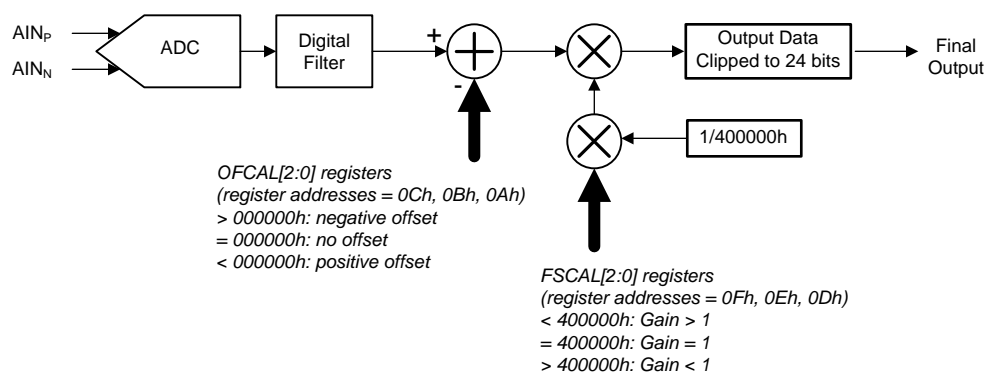 AINP
AINN
ADC
Digital
Filter
+
-
Output Data
Clipped to 24 bits
Final
Output
1/400000h
OFCAL[2:0] registers
(register addresses = 0Ch, 0Bh, 0Ah)
> 000000h: negative offset
= 000000h: no offset
< 000000h: positive offset
FSCAL[2:0] registers
(register addresses = 0Fh, 0Eh, 0Dh)
< 400000h: Gain > 1
= 400000h: Gain = 1
> 400000h: Gain < 1